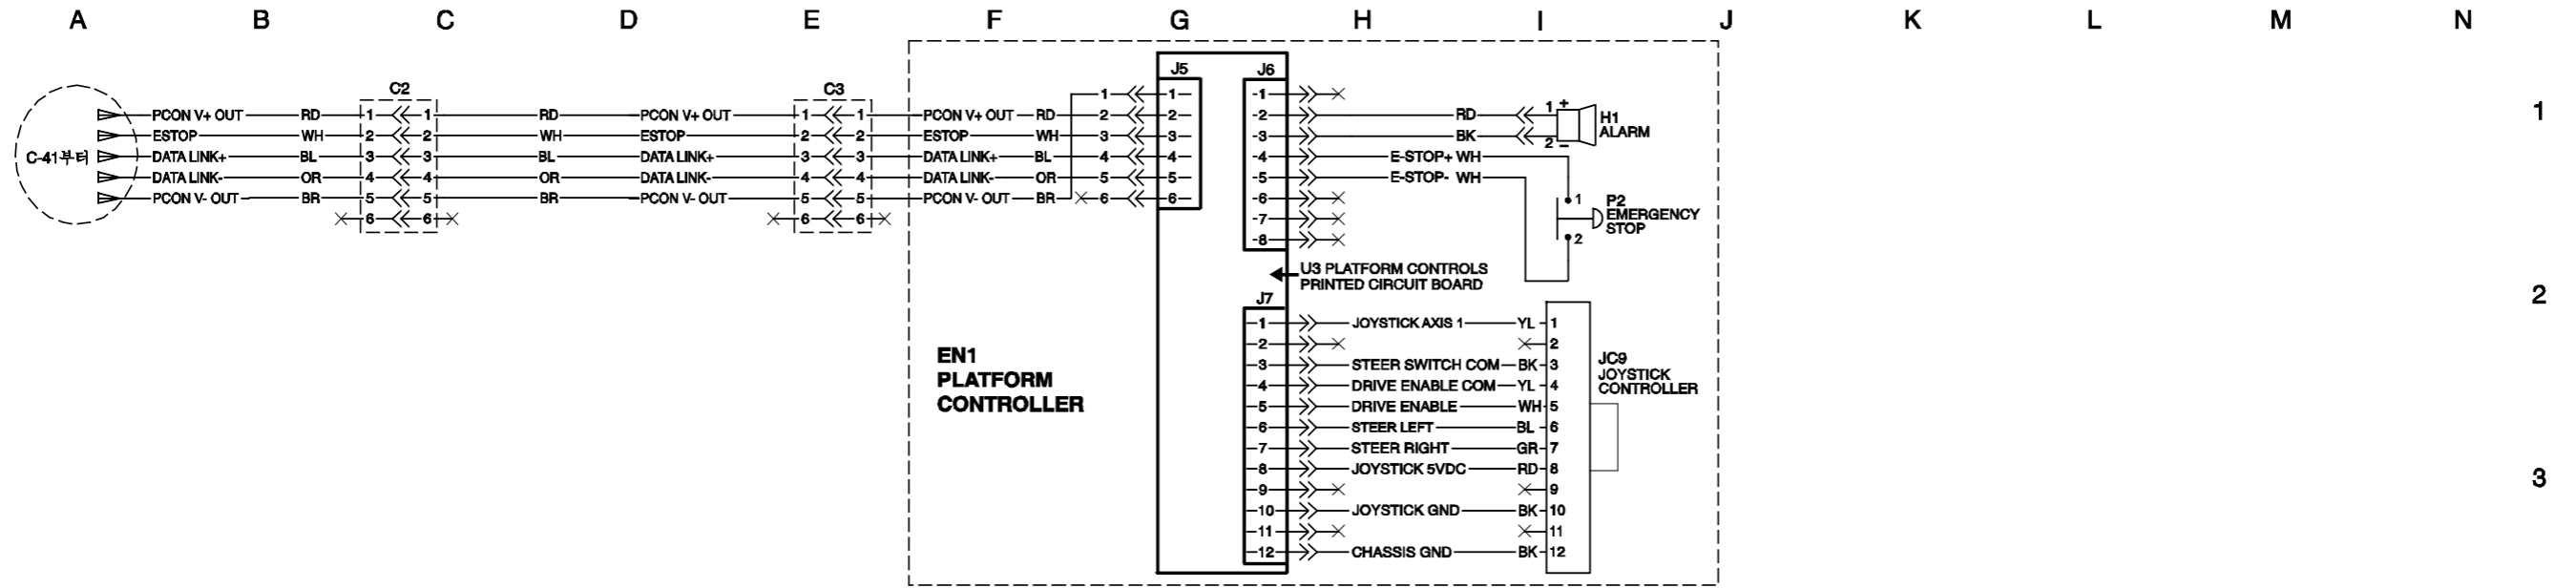 A B C D E F G H I J K L M N
1
2
3
C-41부터
PCON V+ OUT RD
ESTOP WH
DATA LINK+ BL
DATA LINK- OR
PCON V- OUT BR
C2
1 1
2 2
3 3
4 4
5 5
6 6
RD PCON V+ OUT
WH ESTOP
BL DATA LINK+
OR DATA LINK-
BR PCON V- OUT
C3
1 1
2 2
3 3
4 4
5 5
6 6
PCON V+ OUT RD
ESTOP WH
DATA LINK+ BL
DATA LINK- OR
PCON V- OUT BR
J5
1 1
2 2
3 3
4 4
5 5
6 6
J6
-1
-2
-3
-4
-5
-6
-7
-8
RD 1 +
BK 2 -
H1
ALARM
E-STOP+ WH
E-STOP- WH
1
2
P2
EMERGENCY
STOP
U3 PLATFORM CONTROLS
PRINTED CIRCUIT BOARD
EN1
PLATFORM
CONTROLLER
J7
1 JOYSTICK AXIS 1 YL 1
2 2
3 STEER SWITCH COM BK 3
4 DRIVE ENABLE COM YL 4
5 DRIVE ENABLE WH 5
6 STEER LEFT BL 6
7 STEER RIGHT GR 7
8 JOYSTICK 5VDC RD 8
9 9
10 JOYSTICK GND BK 10
11 11
12 CHASSIS GND BK 12
JC9
JOYSTICK
CONTROLLER